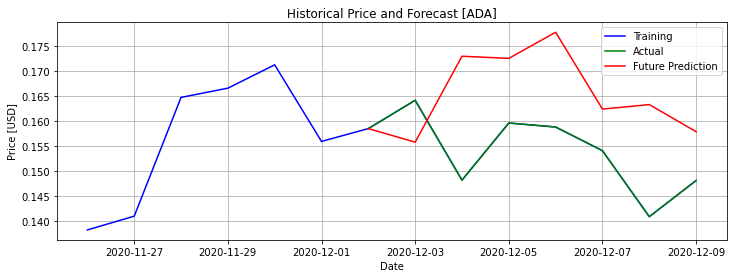 Historical Price and Forecast [ADA]
Training
Actual
Future Prediction
Price [USD]
0.175
0.170
0.165
0.160
0.155
0.150
0.145
0.140
2020-11-27
2020-11-29
2020-12-01
2020-12-03
2020-12-05
2020-12-07
2020-12-09
Date